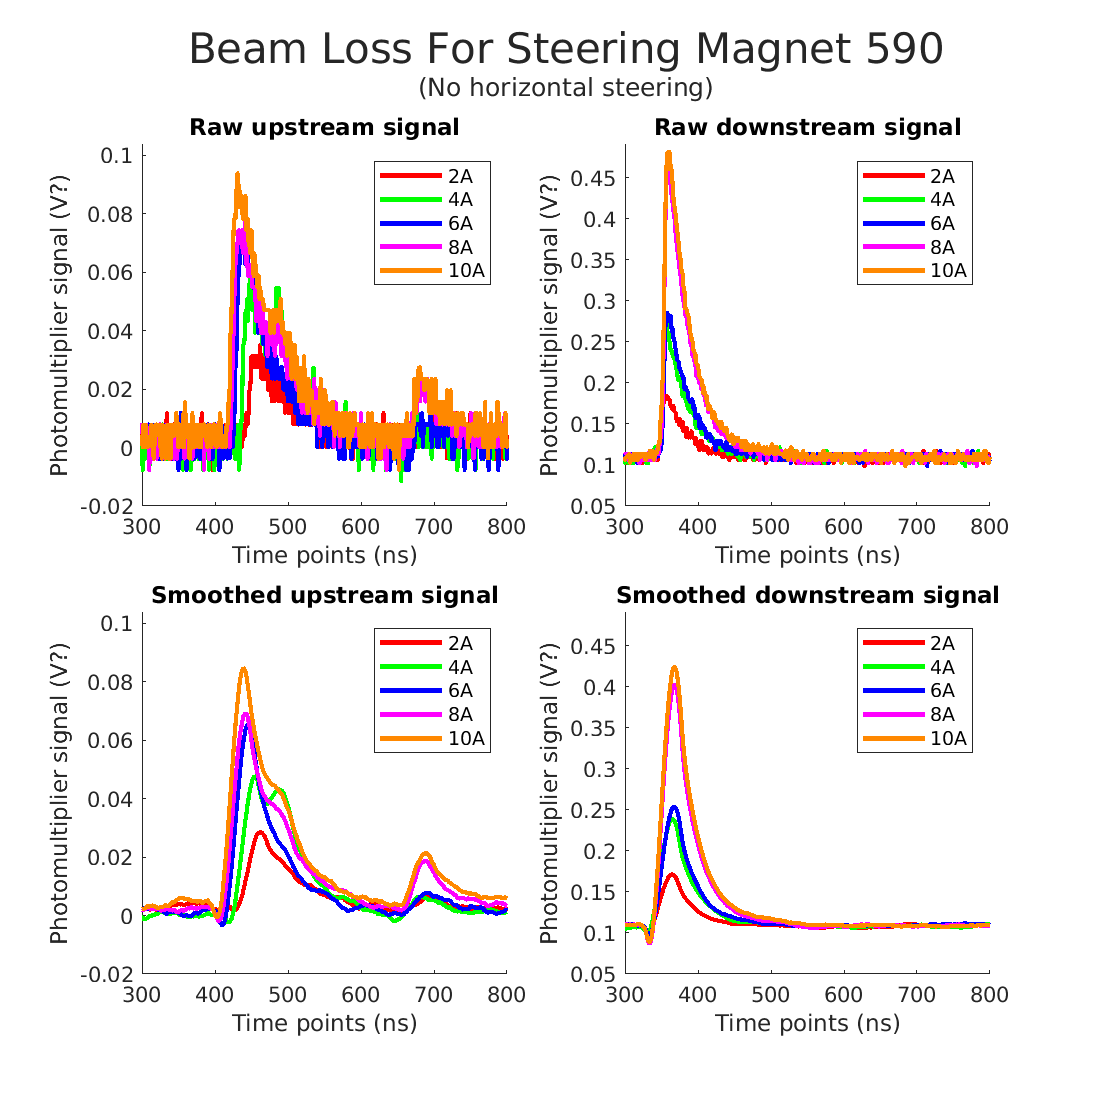 Beam Loss For Steering Magnet 590
(No horizontal steering)
Raw upstream signal
Photomultiplier signal (V?)
0.1
0.08
0.06
0.04
0.02
0
-0.02
2A
4A
6A
8A
10A
300 400 500 600 700 800
Time points (ns)
Raw downstream signal
Photomultiplier signal (V?)
0.45
0.4
0.35
0.3
0.25
0.2
0.15
0.1
0.05
2A
4A
6A
8A
10A
300 400 500 600 700 800
Time points (ns)
Smoothed upstream signal
Photomultiplier signal (V?)
0.1
0.08
0.06
0.04
0.02
0
-0.02
2A
4A
6A
8A
10A
300 400 500 600 700 800
Time points (ns)
Smoothed downstream signal
Photomultiplier signal (V?)
0.45
0.4
0.35
0.3
0.25
0.2
0.15
0.1
0.05
2A
4A
6A
8A
10A
300 400 500 600 700 800
Time points (ns)